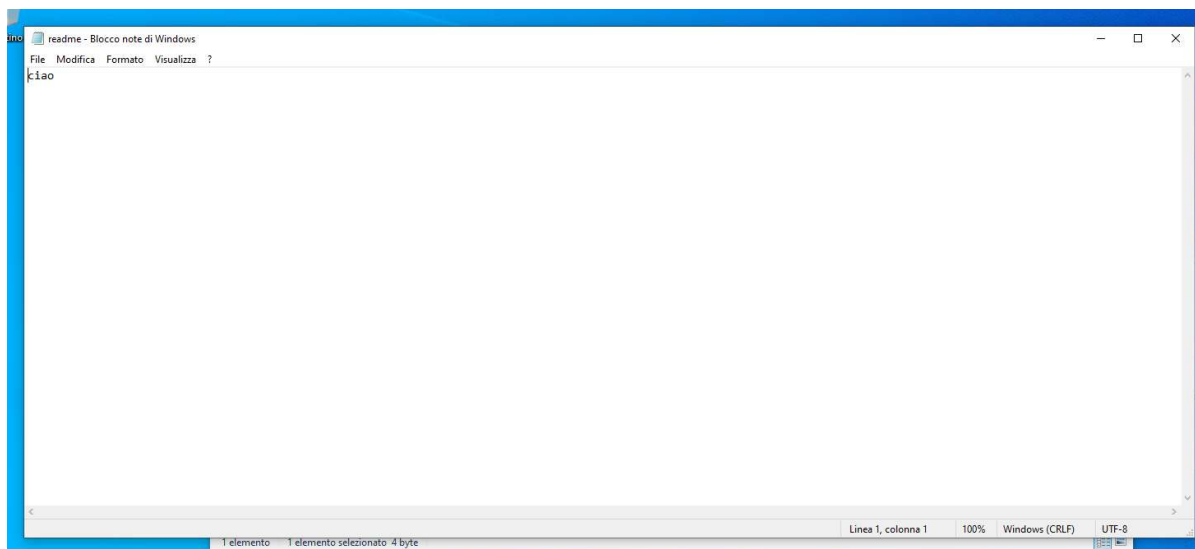 readme - Blocco note di Windows
File Modifica Formato Visualizza ?
ciao
Linea 1, colonna 1 100% Windows (CRLF) UTF-8
1 elemento 1 elemento selezionato 4 byte